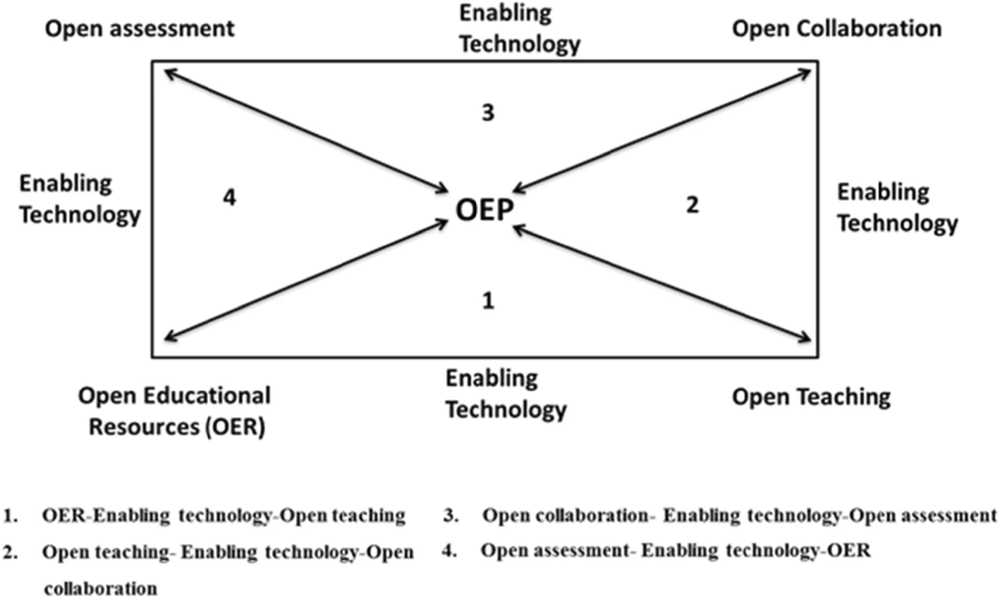 Open assessment
Enabling
Technology
Open Collaboration
3
Enabling
Technology
4
OEP
2
Enabling
Technology
1
Open Educational
Resources (OER)
Enabling
Technology
Open Teaching
1. OER-Enabling technology-Open teaching
2. Open teaching- Enabling technology-Open
collaboration
3. Open collaboration- Enabling technology-Open assessment
4. Open assessment- Enabling technology-OER